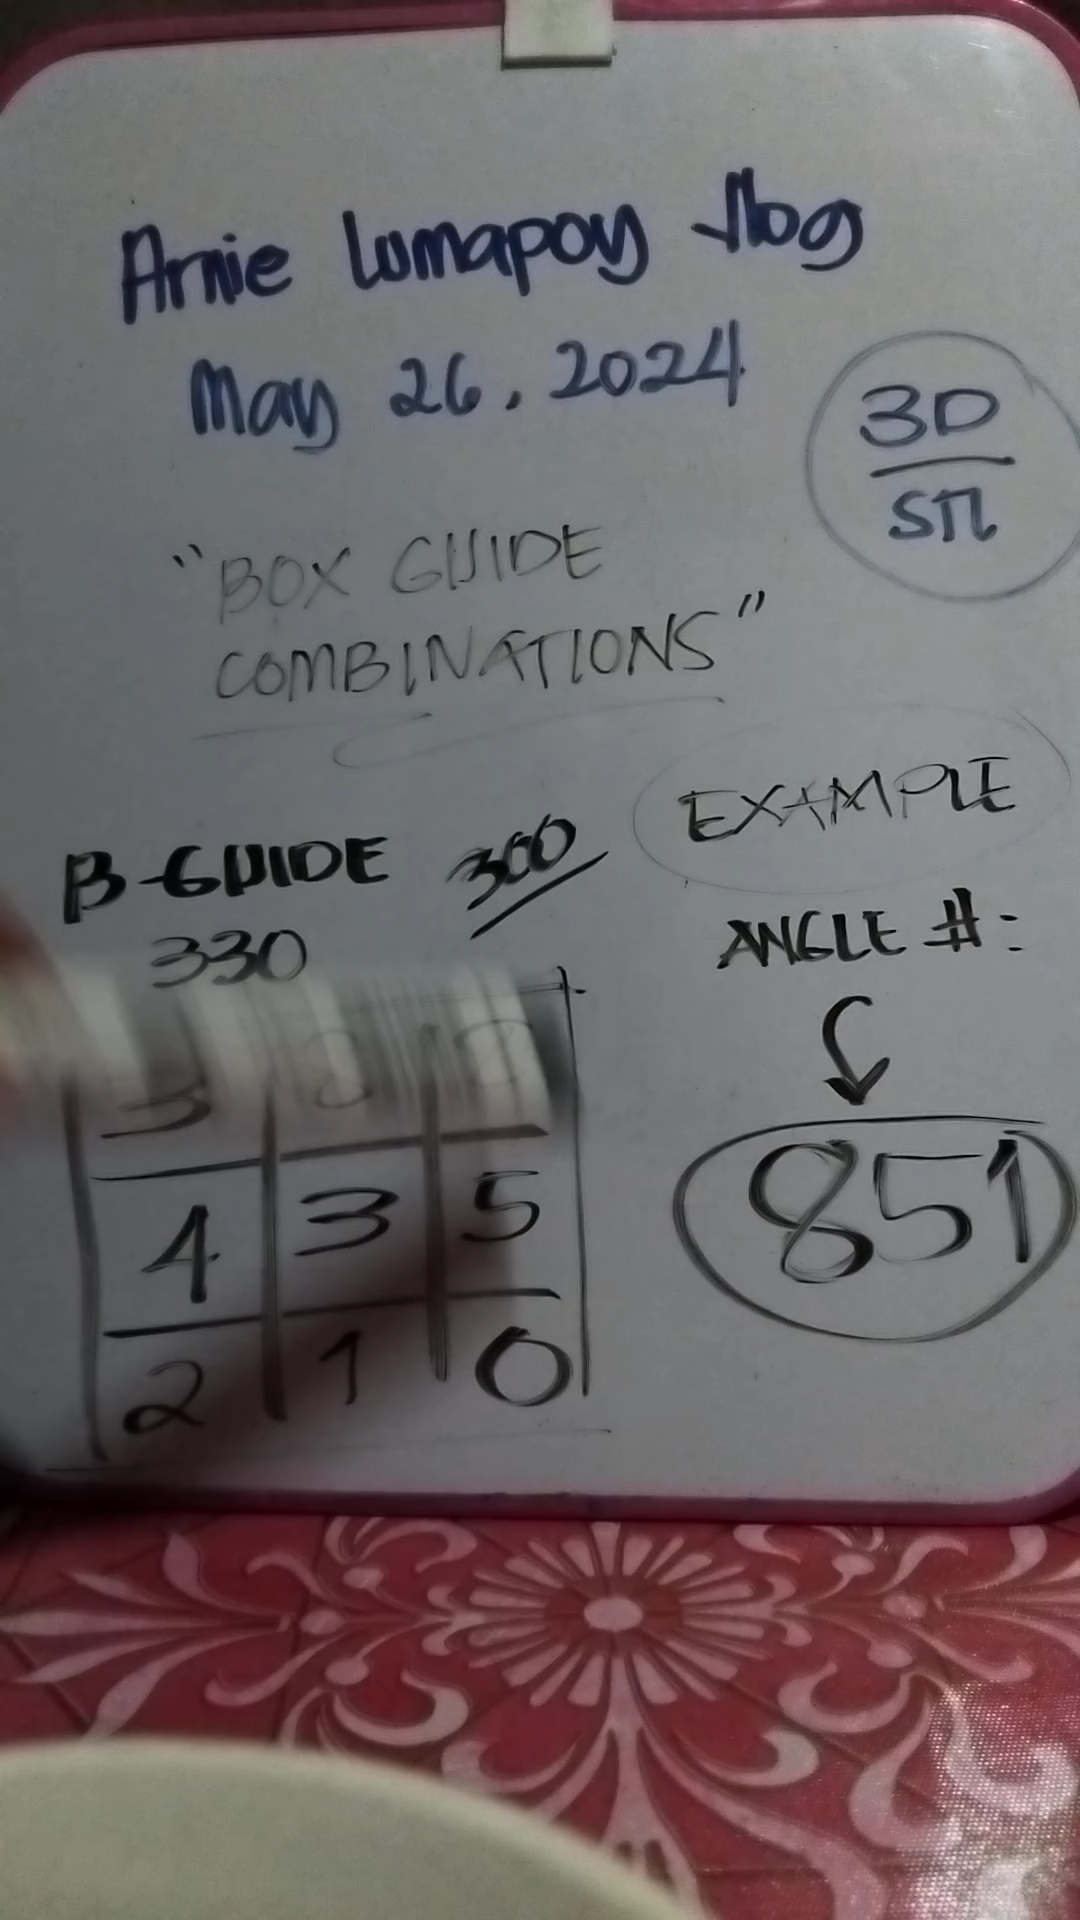 Arnie Lumapoy vlog
May 26, 2024
3D
STL
"BOX GUIDE
COMBINATIONS"
EXAMPLE
B-GUIDE 300
330
ANGLE #:
3
4 3 5
851
2 1 0